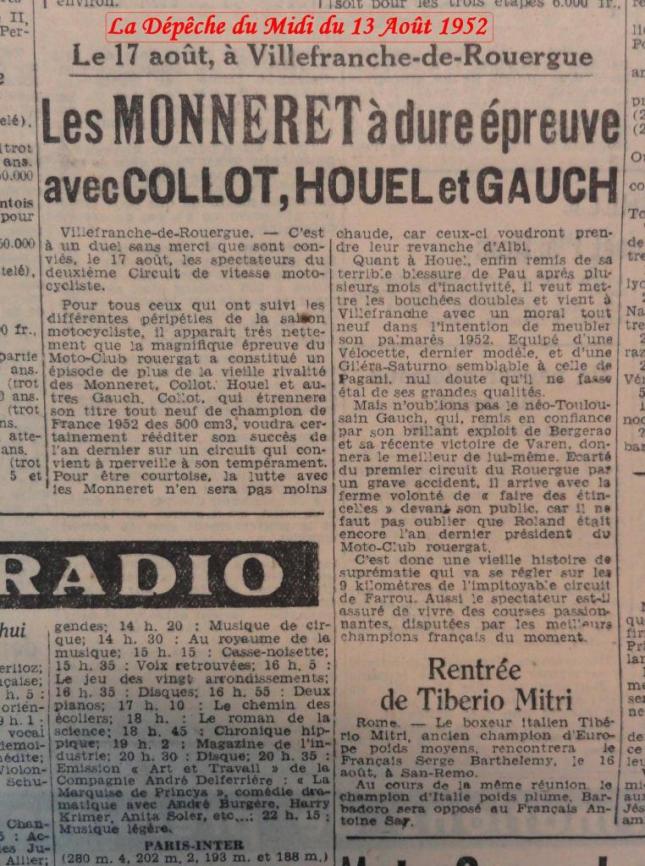 La Dépêche du Midi du 13 Août 1952
soit pour les trois étapes 6.000 fr.,
Le 17 août, à Villefranche-de-Rouergue
Les MONNERET à dure épreuve
avec COLLOT, HOUEL et GAUCH
Villefranche-de-Rouergue. — C'est
à un duel sans merci que sont con-
viés, le 17 août, les spectateurs du
deuxième Circuit de vitesse moto-
cycliste.
Pour tous ceux qui ont suivi les
différentes péripéties de la saison
motocycliste, il apparait très nette-
ment que la magnifique épreuve du
Moto-Club rouergat a constitué un
épisode de plus de la vieille rivalité
des Monneret, Collot, Houel et au-
tres Gauch. Collot, qui étrennera
son titre tout neuf de champion de
France 1952 des 500 cm3, voudra cer-
tainement rééditer son succès de
l'an dernier sur un circuit qui con-
vient à merveille à son tempérament.
Pour être courtoise, la lutte avec
les Monneret n'en sera pas moins
chaude, car ceux-ci voudront pren-
dre leur revanche d'Albi.
Quant à Houel, enfin remis de sa
terrible blessure de Pau après plu-
sieurs mois d'inactivité, il veut met-
tre les bouchées doubles et vient à
Villefranche avec un moral tout
neuf dans l'intention de meubler
son palmarès 1952. Equipé d'une
Vélocette, dernier modèle, et d'une
Giléra-Saturno semblable à celle de
Pagani, nul doute qu'il ne fasse
étal de ses grandes qualités.
Mais n'oublions pas le néo-Toulou-
sain Gauch, qui, remis en confiance
par son brillant exploit de Bergerac
et sa récente victoire de Varen, don-
nera le meilleur de lui-même. Ecarté
du premier circuit du Rouergue par
un grave accident, il arrive avec la
ferme volonté de « faire des étin-
celles » devant son public, car il ne
faut pas oublier que Roland était
encore l'an dernier président du
Moto-Club rouergat.
C'est donc une vieille histoire de
suprématie qui va se régler sur les
9 kilomètres de l'impitoyable circuit
de Farrou. Aussi le spectateur est-il
assuré de vivre des courses passion-
nantes, disputées par les meilleurs
champions français du moment.
RADIO
gendes; 14 h. 20 : Musique de cir-
que; 14 h. 30 : Au royaume de la
musique; 15 h. 15 : Casse-noisette;
15 h. 35 : Voix retrouvées; 16 h. 5 :
Le jeu des vingt arrondissements;
16 h. 35 : Disques; 16 h. 55 : Deux
pianos; 17 h. 10 : Le chemin des
écoliers; 18 h. : Le roman de la
science; 18 h. 45 : Chronique hip-
pique; 19 h. 2 : Magazine de l'in-
dustrie; 20 h. 30 : Disque; 20 h. 35 :
Emission « Art et Travail » de la
Compagnie André Delferrière : « La
Marquise de Princya », comédie dra-
matique avec André Burgère, Harry
Krimer, Anita Soler, etc...; 22 h. 15 :
Musique légère.
PARIS-INTER
(280 m. 4, 202 m. 2, 193 m. et 188 m.)
Rentrée
de Tiberio Mitri
Rome. — Le boxeur italien Tibé-
rio Mitri, ancien champion d'Euro-
pe poids moyens, rencontrera le
Français Serge Barthelemy, le 16
août, à San-Remo.
Au cours de la même réunion, le
champion d'Italie poids plume, Bar-
badoro sera opposé au Français An-
toine Sar.